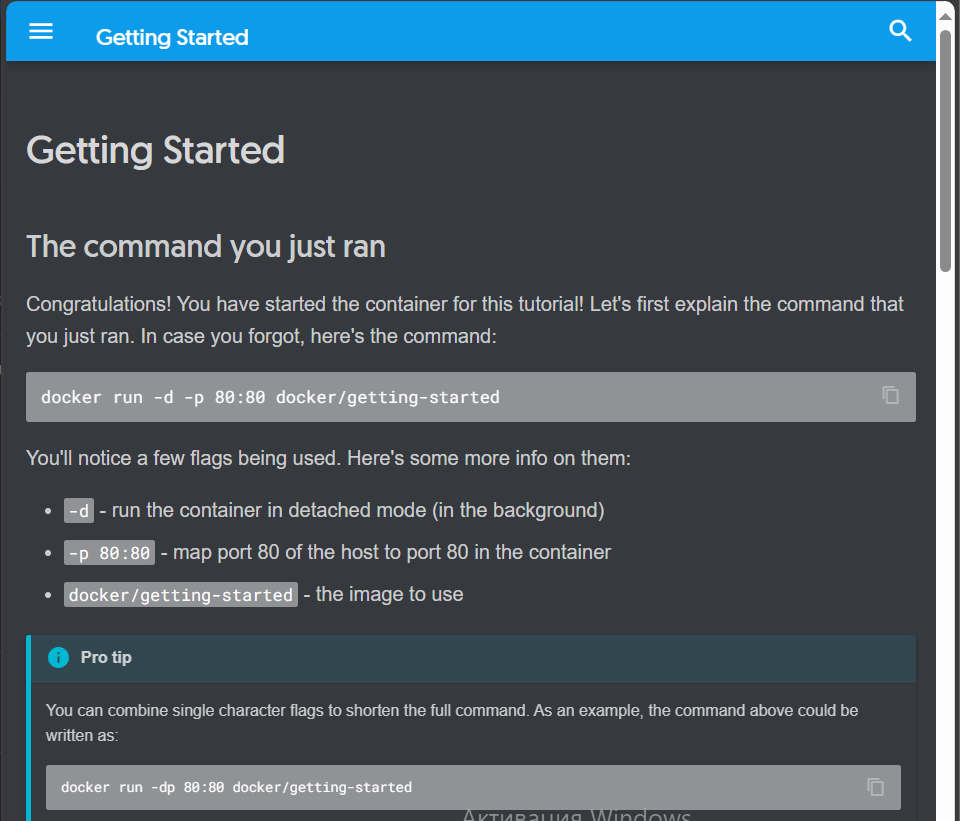 Getting Started
Getting Started
The command you just ran
Congratulations! You have started the container for this tutorial! Let's first explain the command that
you just ran. In case you forgot, here's the command:
docker run -d -p 80:80 docker/getting-started
You'll notice a few flags being used. Here's some more info on them:
-d - run the container in detached mode (in the background)
-p 80:80 - map port 80 of the host to port 80 in the container
docker/getting-started - the image to use
Pro tip
You can combine single character flags to shorten the full command. As an example, the command above could be
written as:
docker run -dp 80:80 docker/getting-started
Активация Windows